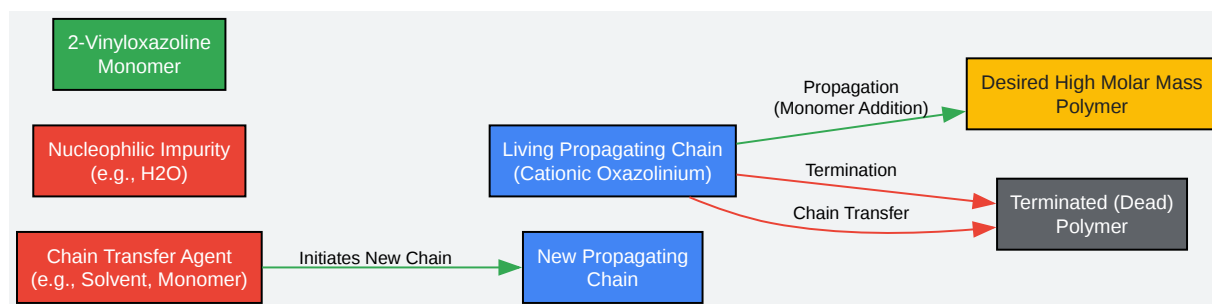 2-Vinyloxazoline
Monomer
Nucleophilic Impurity
(e.g., H2O)
Chain Transfer Agent
(e.g., Solvent, Monomer)
Initiates New Chain
New Propagating
Chain
Living Propagating Chain
(Cationic Oxazolinium)
Propagation
(Monomer Addition)
Termination
Chain Transfer
Desired High Molar Mass
Polymer
Terminated (Dead)
Polymer